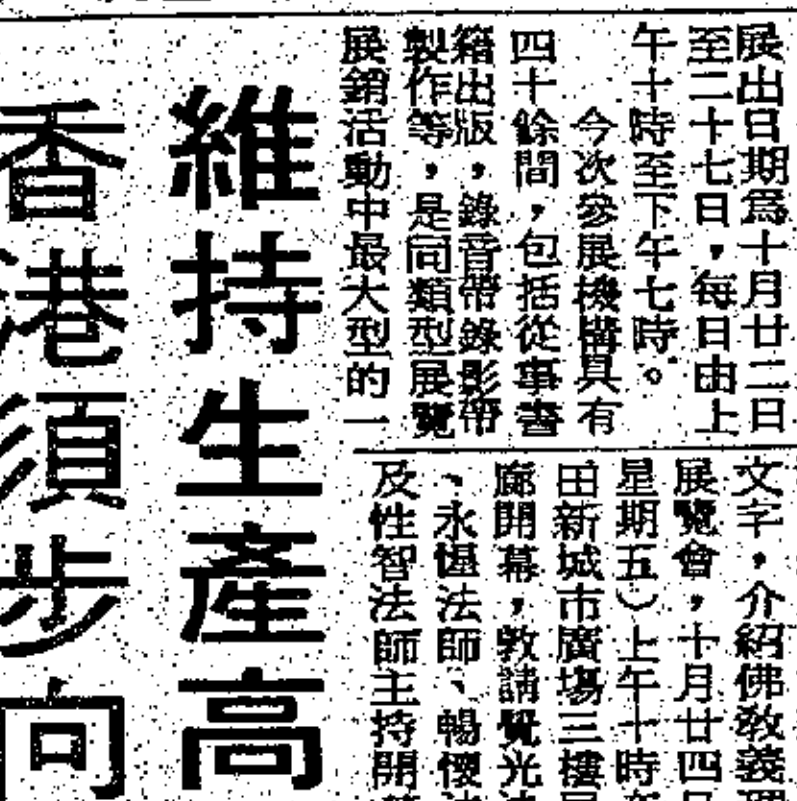 展出日期為十月廿二日
至二十七日，每日由上
午十時至下午七時。
今次參展機構具有
四十餘間，包括從事書
籍出版，錄音帶錄影帶
製作等，是同類型展覽
展銷活動中最大型的一
文字，介紹佛教義理
展覽會，十月廿四日
星期五）上午十時
田新城市廣場三樓
廊開幕，敦請覺光
、永惺法師、暢懷
及性智法師主持開
維持生產高
香港須步向